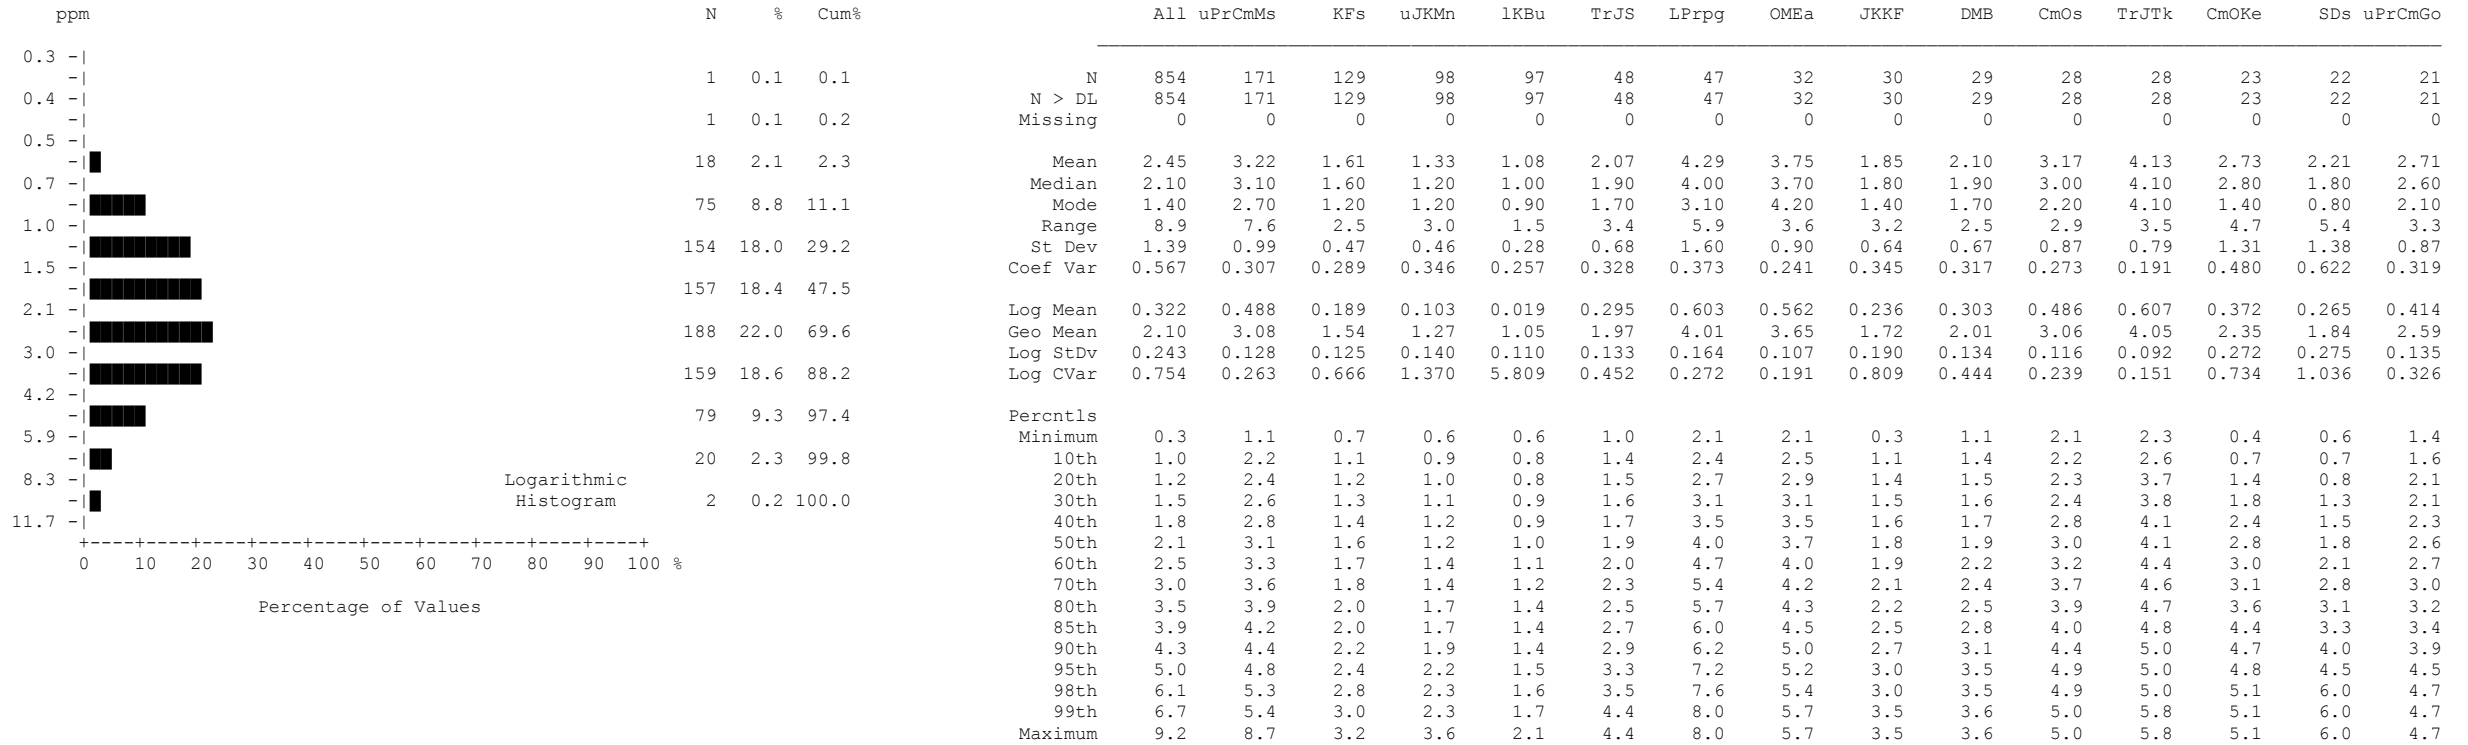 ppm N % Cum% All uPrCmMs KFs uJKMn lKBu TrJS LPrpg OMEa JKKF DMB CmOs TrJTk CmOKe SDs uPrCmGo
0.3 -|
-| 1 0.1 0.1 N 854 171 129 98 97 48 47 32 30 29 28 28 23 22 21
0.4 -| N > DL 854 171 129 98 97 48 47 32 30 29 28 28 23 22 21
-| 1 0.1 0.2 Missing 0 0 0 0 0 0 0 0 0 0 0 0 0 0 0
0.5 -|
-| 18 2.1 2.3 Mean 2.45 3.22 1.61 1.33 1.08 2.07 4.29 3.75 1.85 2.10 3.17 4.13 2.73 2.21 2.71
0.7 -| Median 2.10 3.10 1.60 1.20 1.00 1.90 4.00 3.70 1.80 1.90 3.00 4.10 2.80 1.80 2.60
-| 75 8.8 11.1 Mode 1.40 2.70 1.20 1.20 0.90 1.70 3.10 4.20 1.40 1.70 2.20 4.10 1.40 0.80 2.10
1.0 -| Range 8.9 7.6 2.5 3.0 1.5 3.4 5.9 3.6 3.2 2.5 2.9 3.5 4.7 5.4 3.3
-| 154 18.0 29.2 St Dev 1.39 0.99 0.47 0.46 0.28 0.68 1.60 0.90 0.64 0.67 0.87 0.79 1.31 1.38 0.87
1.5 -| Coef Var 0.567 0.307 0.289 0.346 0.257 0.328 0.373 0.241 0.345 0.317 0.273 0.191 0.480 0.622 0.319
-| 157 18.4 47.5
2.1 -| Log Mean 0.322 0.488 0.189 0.103 0.019 0.295 0.603 0.562 0.236 0.303 0.486 0.607 0.372 0.265 0.414
-| 188 22.0 69.6 Geo Mean 2.10 3.08 1.54 1.27 1.05 1.97 4.01 3.65 1.72 2.01 3.06 4.05 2.35 1.84 2.59
3.0 -| Log StDv 0.243 0.128 0.125 0.140 0.110 0.133 0.164 0.107 0.190 0.134 0.116 0.092 0.272 0.275 0.135
-| 159 18.6 88.2 Log CVar 0.754 0.263 0.666 1.370 5.809 0.452 0.272 0.191 0.809 0.444 0.239 0.151 0.734 1.036 0.326
4.2 -|
-| 79 9.3 97.4 Percntls
5.9 -| Minimum 0.3 1.1 0.7 0.6 0.6 1.0 2.1 2.1 0.3 1.1 2.1 2.3 0.4 0.6 1.4
-| 20 2.3 99.8 10th 1.0 2.2 1.1 0.9 0.8 1.4 2.4 2.5 1.1 1.4 2.2 2.6 0.7 0.7 1.6
8.3 -| Logarithmic 20th 1.2 2.4 1.2 1.0 0.8 1.5 2.7 2.9 1.4 1.5 2.3 3.7 1.4 0.8 2.1
-| Histogram 2 0.2 100.0 30th 1.5 2.6 1.3 1.1 0.9 1.6 3.1 3.1 1.5 1.6 2.4 3.8 1.8 1.3 2.1
11.7 -| 40th 1.8 2.8 1.4 1.2 0.9 1.7 3.5 3.5 1.6 1.7 2.8 4.1 2.4 1.5 2.3
+----+----+----+----+----+----+----+----+----+----+ 50th 2.1 3.1 1.6 1.2 1.0 1.9 4.0 3.7 1.8 1.9 3.0 4.1 2.8 1.8 2.6
0 10 20 30 40 50 60 70 80 90 100 % 60th 2.5 3.3 1.7 1.4 1.1 2.0 4.7 4.0 1.9 2.2 3.2 4.4 3.0 2.1 2.7
70th 3.0 3.6 1.8 1.4 1.2 2.3 5.4 4.2 2.1 2.4 3.7 4.6 3.1 2.8 3.0
Percentage of Values 80th 3.5 3.9 2.0 1.7 1.4 2.5 5.7 4.3 2.2 2.5 3.9 4.7 3.6 3.1 3.2
85th 3.9 4.2 2.0 1.7 1.4 2.7 6.0 4.5 2.5 2.8 4.0 4.8 4.4 3.3 3.4
90th 4.3 4.4 2.2 1.9 1.4 2.9 6.2 5.0 2.7 3.1 4.4 5.0 4.7 4.0 3.9
95th 5.0 4.8 2.4 2.2 1.5 3.3 7.2 5.2 3.0 3.5 4.9 5.0 4.8 4.5 4.5
98th 6.1 5.3 2.8 2.3 1.6 3.5 7.6 5.4 3.0 3.5 4.9 5.0 5.1 6.0 4.7
99th 6.7 5.4 3.0 2.3 1.7 4.4 8.0 5.7 3.5 3.6 5.0 5.8 5.1 6.0 4.7
Maximum 9.2 8.7 3.2 3.6 2.1 4.4 8.0 5.7 3.5 3.6 5.0 5.8 5.1 6.0 4.7